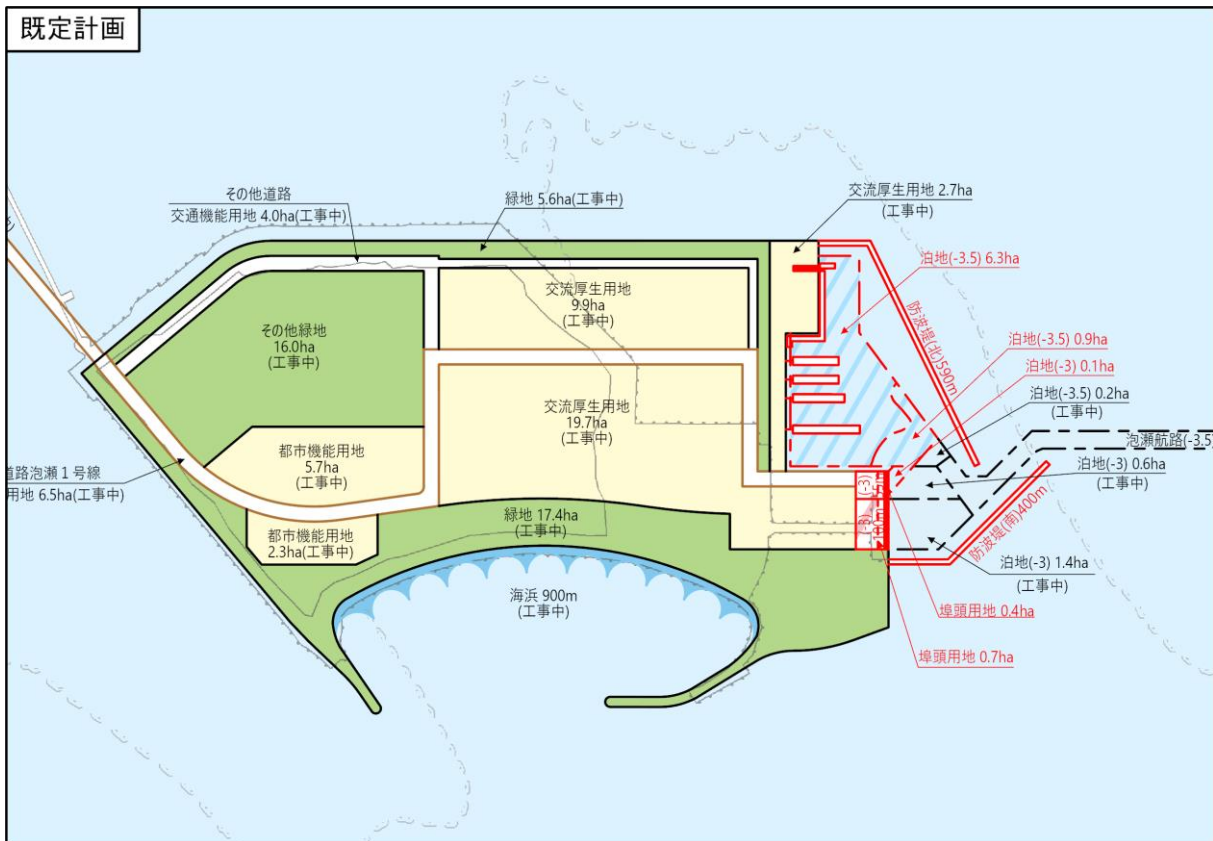 既定計画
その他道路
交通機能用地 4.0ha(工事中)
緑地 5.6ha(工事中)
交流厚生用地 2.7ha
(工事中)
泊地(-3.5) 6.3ha
防波堤(北)590m
泊地(-3.5) 0.9ha
泊地(-3) 0.1ha
泊地(-3.5) 0.2ha
(工事中)
泡瀬航路(-3.5)
泊地(-3) 0.6ha
(工事中)
防波堤(南)400m
泊地(-3) 1.4ha
(工事中)
埠頭用地 0.4ha
埠頭用地 0.7ha
(-3)
(-3)
交流厚生用地
9.9ha
(工事中)
その他緑地
16.0ha
(工事中)
交流厚生用地
19.7ha
(工事中)
都市機能用地
5.7ha
(工事中)
道路泡瀬1号線
用地 6.5ha(工事中)
都市機能用地
2.3ha(工事中)
緑地 17.4ha
(工事中)
海浜 900m
(工事中)